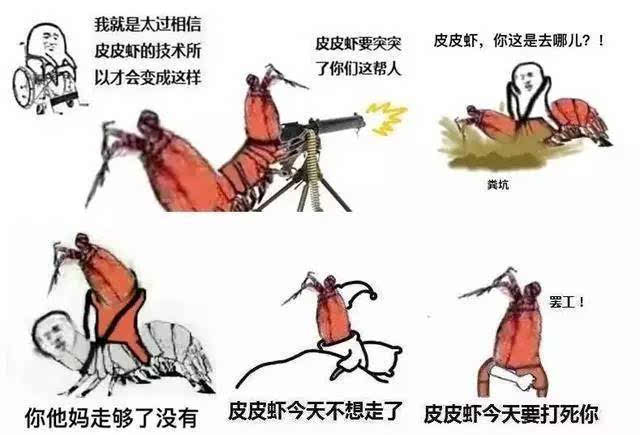 我就是太过相信
皮皮虾的技术所
以才会变成这样
皮皮虾要突突
了你们这帮人
皮皮虾，你这是去哪儿？！
粪坑
你他妈走够了没有
皮皮虾今天不想走了
罢工！
皮皮虾今天要打死你